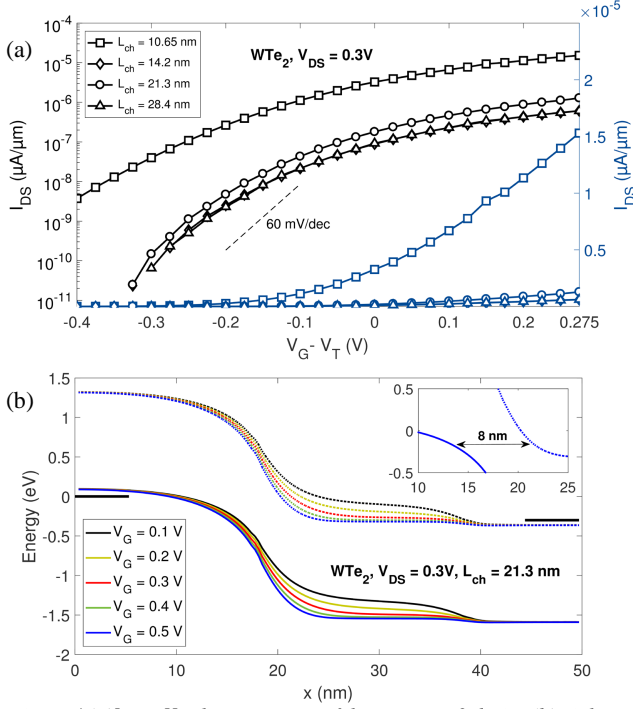 (a)
×10⁻⁵
10⁻⁴
10⁻⁵
10⁻⁶
10⁻⁷
10⁻⁸
10⁻⁹
10⁻¹⁰
10⁻¹¹
I_DS (μA/μm)
L_ch = 10.65 nm
L_ch = 14.2 nm
L_ch = 21.3 nm
L_ch = 28.4 nm
WTe₂, V_DS = 0.3V
60 mV/dec
2
1.5
1
0.5
I_DS (μA/μm)
-0.4 -0.3 -0.2 -0.1 0 0.1 0.2 0.275
V_G - V_T (V)
(b)
1.5
1
0.5
0
-0.5
-1
-1.5
-2
Energy (eV)
0.5
0
-0.5
8 nm
10 15 20 25
V_G = 0.1 V
V_G = 0.2 V
V_G = 0.3 V
V_G = 0.4 V
V_G = 0.5 V
WTe₂, V_DS = 0.3V, L_ch = 21.3 nm
0 10 20 30 40 50
x (nm)